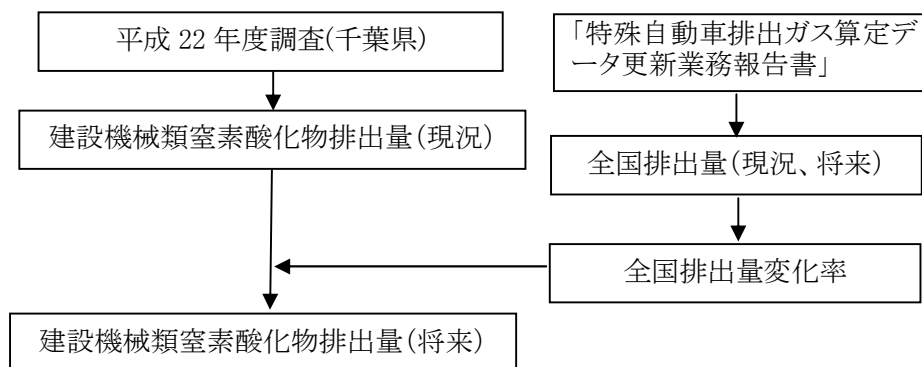 平成 22 年度調査(千葉県)
「特殊自動車排出ガス算定デ
ータ更新業務報告書」
建設機械類窒素酸化物排出量(現況)
全国排出量(現況、将来)
全国排出量変化率
建設機械類窒素酸化物排出量(将来)